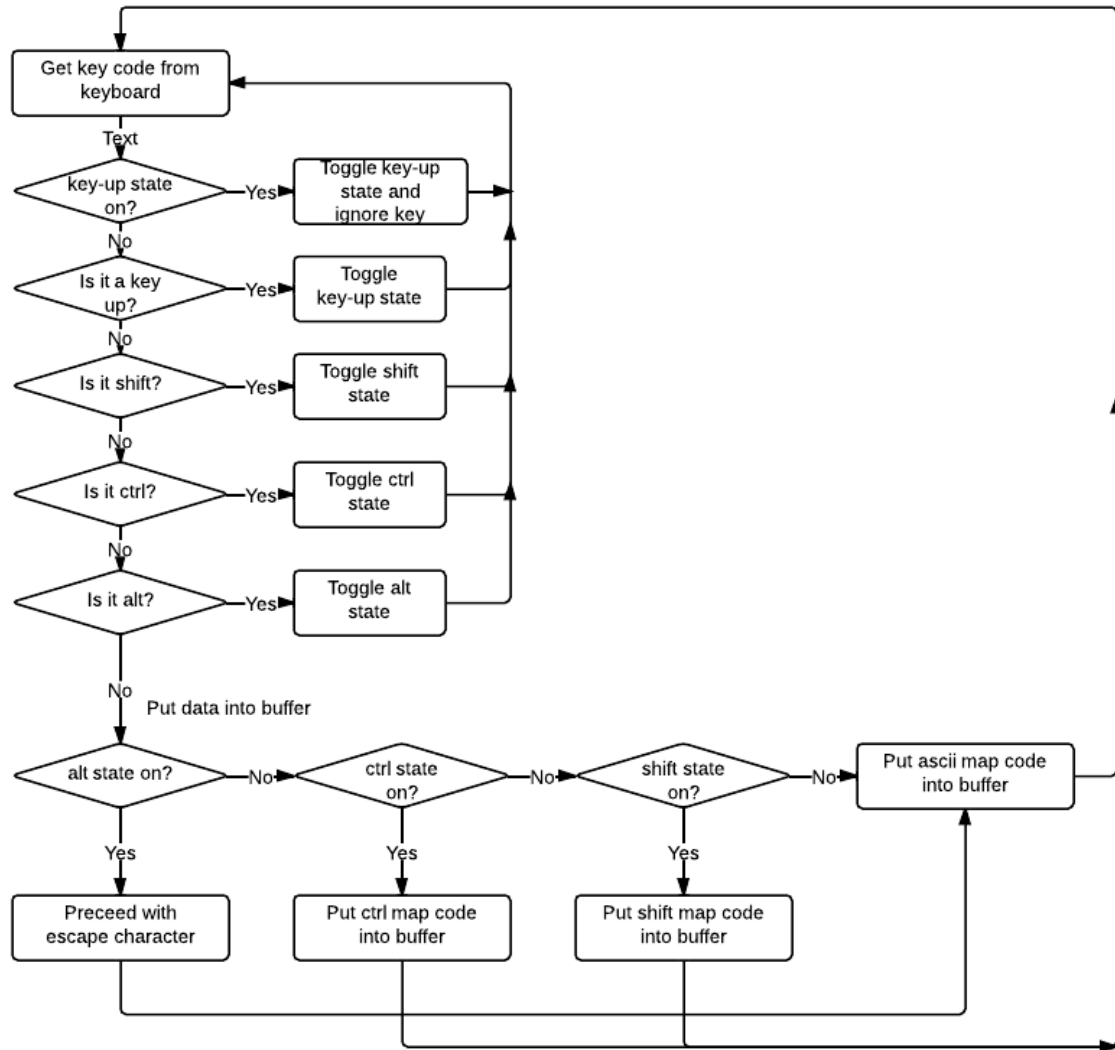 Get key code from
keyboard
Text
key-up state
on?
Yes
Toggle key-up
state and
ignore key
No
Is it a key
up?
Yes
Toggle
key-up state
No
Is it shift?
Yes
Toggle shift
state
No
Is it ctrl?
Yes
Toggle ctrl
state
No
Is it alt?
Yes
Toggle alt
state
No
Put data into buffer
alt state on?
No
ctrl state
on?
No
shift state
on?
No
Put ascii map code
into buffer
Yes
Yes
Yes
Preceed with
escape character
Put ctrl map code
into buffer
Put shift map code
into buffer